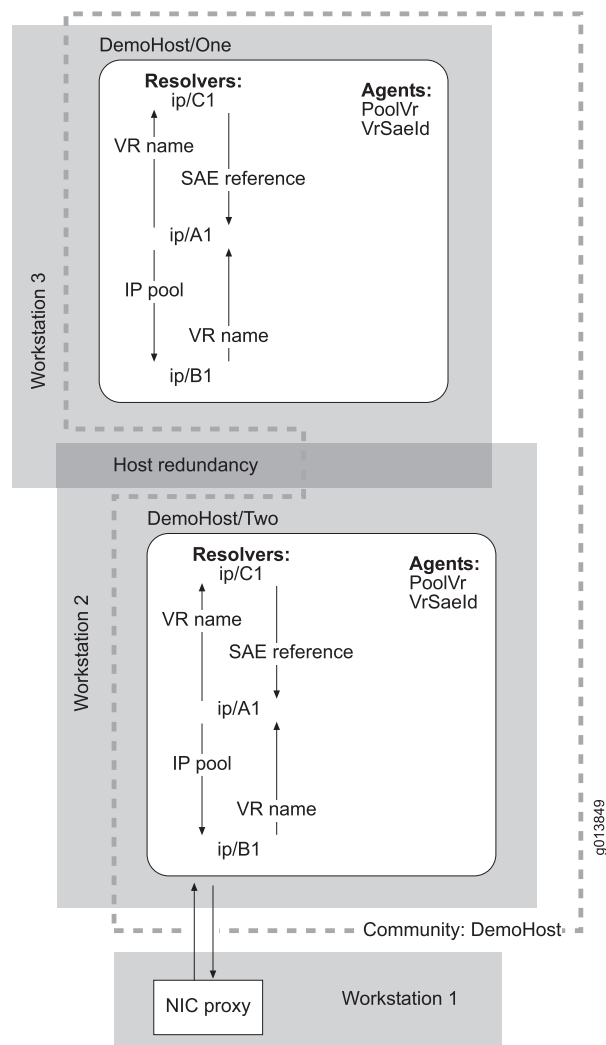 DemoHost/One
Resolvers:
ip/C1
Agents:
PoolVr
VrSaeId
VR name
SAE reference
ip/A1
IP pool
VR name
ip/B1
Workstation 3
Host redundancy
DemoHost/Two
Resolvers:
ip/C1
Agents:
PoolVr
VrSaeId
VR name
SAE reference
ip/A1
IP pool
VR name
ip/B1
Workstation 2
g013849
Community: DemoHost
NIC proxy
Workstation 1